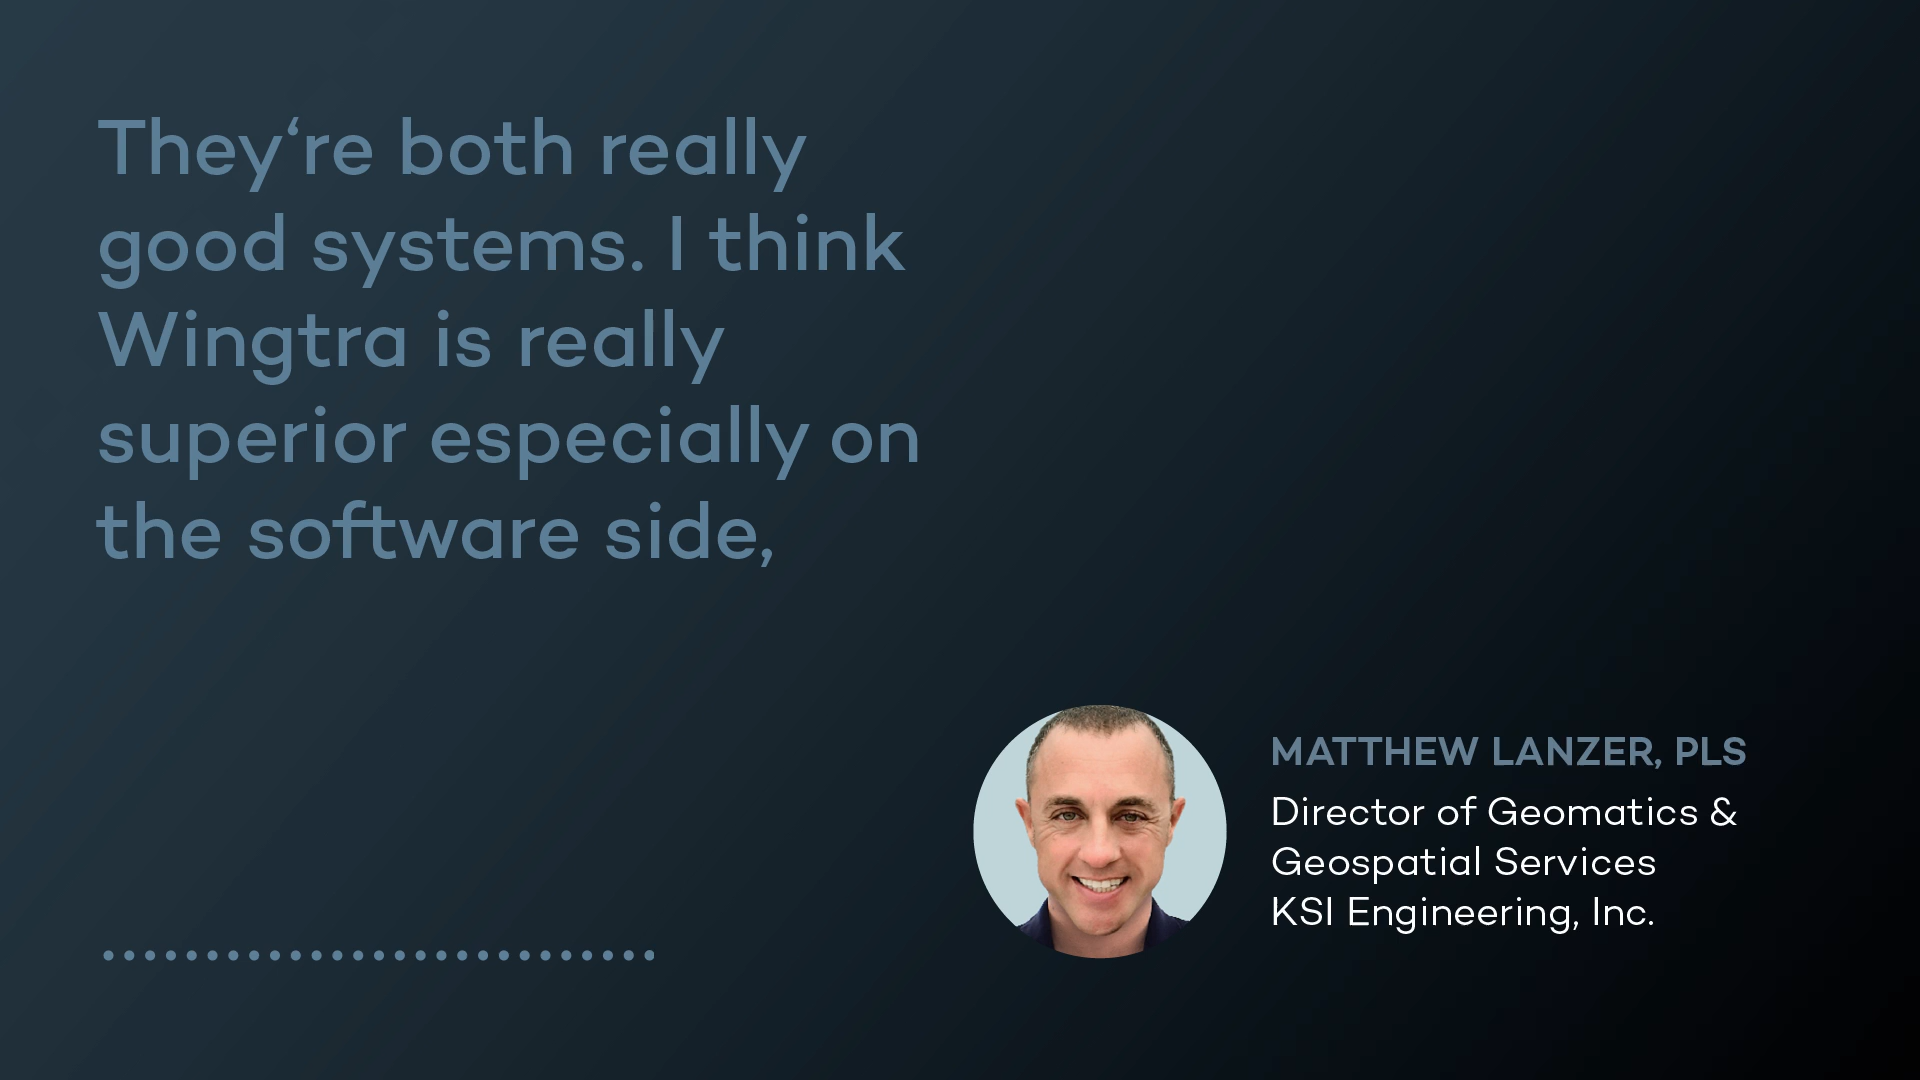 They‘re both really
good systems. I think
Wingtra is really
superior especially on
the software side,
MATTHEW LANZER, PLS
Director of Geomatics &
Geospatial Services
KSI Engineering, Inc.